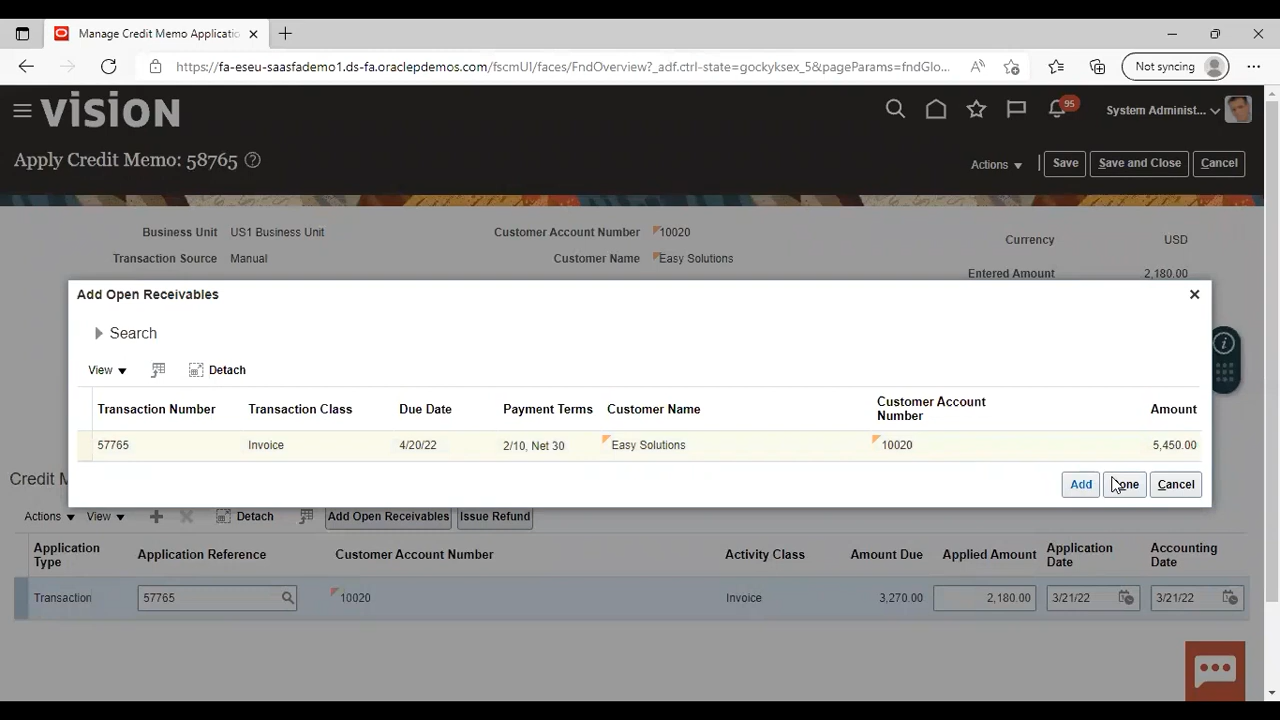 Manage Credit Memo Applicatio
https://fa-eseu-saasfademo1.ds-fa.oraclepdemos.com/fscmUI/faces/FndOverview?_adf.ctrl-state=gockyksex_5&pageParams=fndGlo...
Not syncing
VISION
95
System Administ...
Apply Credit Memo: 58765
Actions
Save
Save and Close
Cancel
Business Unit US1 Business Unit
Customer Account Number 10020
Currency USD
Transaction Source Manual
Customer Name Easy Solutions
Entered Amount 2,180.00
Add Open Receivables
Search
View Detach
Transaction Number Transaction Class Due Date Payment Terms Customer Name Customer Account Number Amount
57765 Invoice 4/20/22 2/10, Net 30 Easy Solutions 10020 5,450.00
Add Cancel
Credit M
Actions View Detach Add Open Receivables Issue Refund
Application Type Application Reference Customer Account Number Activity Class Amount Due Applied Amount Application Date Accounting Date
Transaction 57765 10020 Invoice 3,270.00 2,180.00 3/21/22 3/21/22